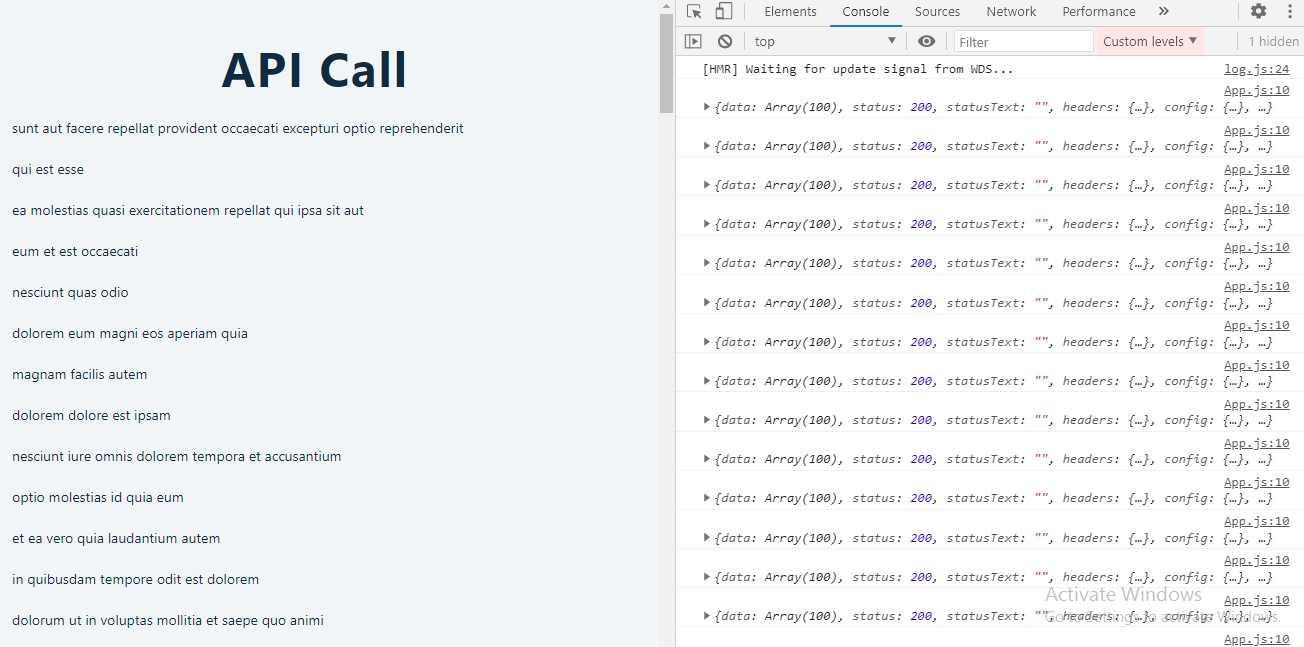 API Call
sunt aut facere repellat provident occaecati excepturi optio reprehenderit
qui est esse
ea molestias quasi exercitationem repellat qui ipsa sit aut
eum et est occaecati
nesciunt quas odio
dolorem eum magni eos aperiam quia
magnam facilis autem
dolorem dolore est ipsam
nesciunt iure omnis dolorem tempora et accusantium
optio molestias id quia eum
et ea vero quia laudantium autem
in quibusdam tempore odit est dolorem
dolorum ut in voluptas mollitia et saepe quo animi
Elements Console Sources Network Performance »
top Filter Custom levels ▼ 1 hidden
[HMR] Waiting for update signal from WDS... log.js:24
App.js:10
{data: Array(100), status: 200, statusText: "", headers: {…}, config: {…}, …}
App.js:10
{data: Array(100), status: 200, statusText: "", headers: {…}, config: {…}, …}
App.js:10
{data: Array(100), status: 200, statusText: "", headers: {…}, config: {…}, …}
App.js:10
{data: Array(100), status: 200, statusText: "", headers: {…}, config: {…}, …}
App.js:10
{data: Array(100), status: 200, statusText: "", headers: {…}, config: {…}, …}
App.js:10
{data: Array(100), status: 200, statusText: "", headers: {…}, config: {…}, …}
App.js:10
{data: Array(100), status: 200, statusText: "", headers: {…}, config: {…}, …}
App.js:10
{data: Array(100), status: 200, statusText: "", headers: {…}, config: {…}, …}
App.js:10
{data: Array(100), status: 200, statusText: "", headers: {…}, config: {…}, …}
App.js:10
{data: Array(100), status: 200, statusText: "", headers: {…}, config: {…}, …}
App.js:10
{data: Array(100), status: 200, statusText: "", headers: {…}, config: {…}, …}
App.js:10
{data: Array(100), status: 200, statusText: "", headers: {…}, config: {…}, …}
App.js:10
{data: Array(100), status: 200, statusText: "", headers: {…}, config: {…}, …}
App.js:10
{data: Array(100), status: 200, statusText: "", headers: {…}, config: {…}, …}
App.js:10
Activate Windows
Go to Settings to activate Windows.